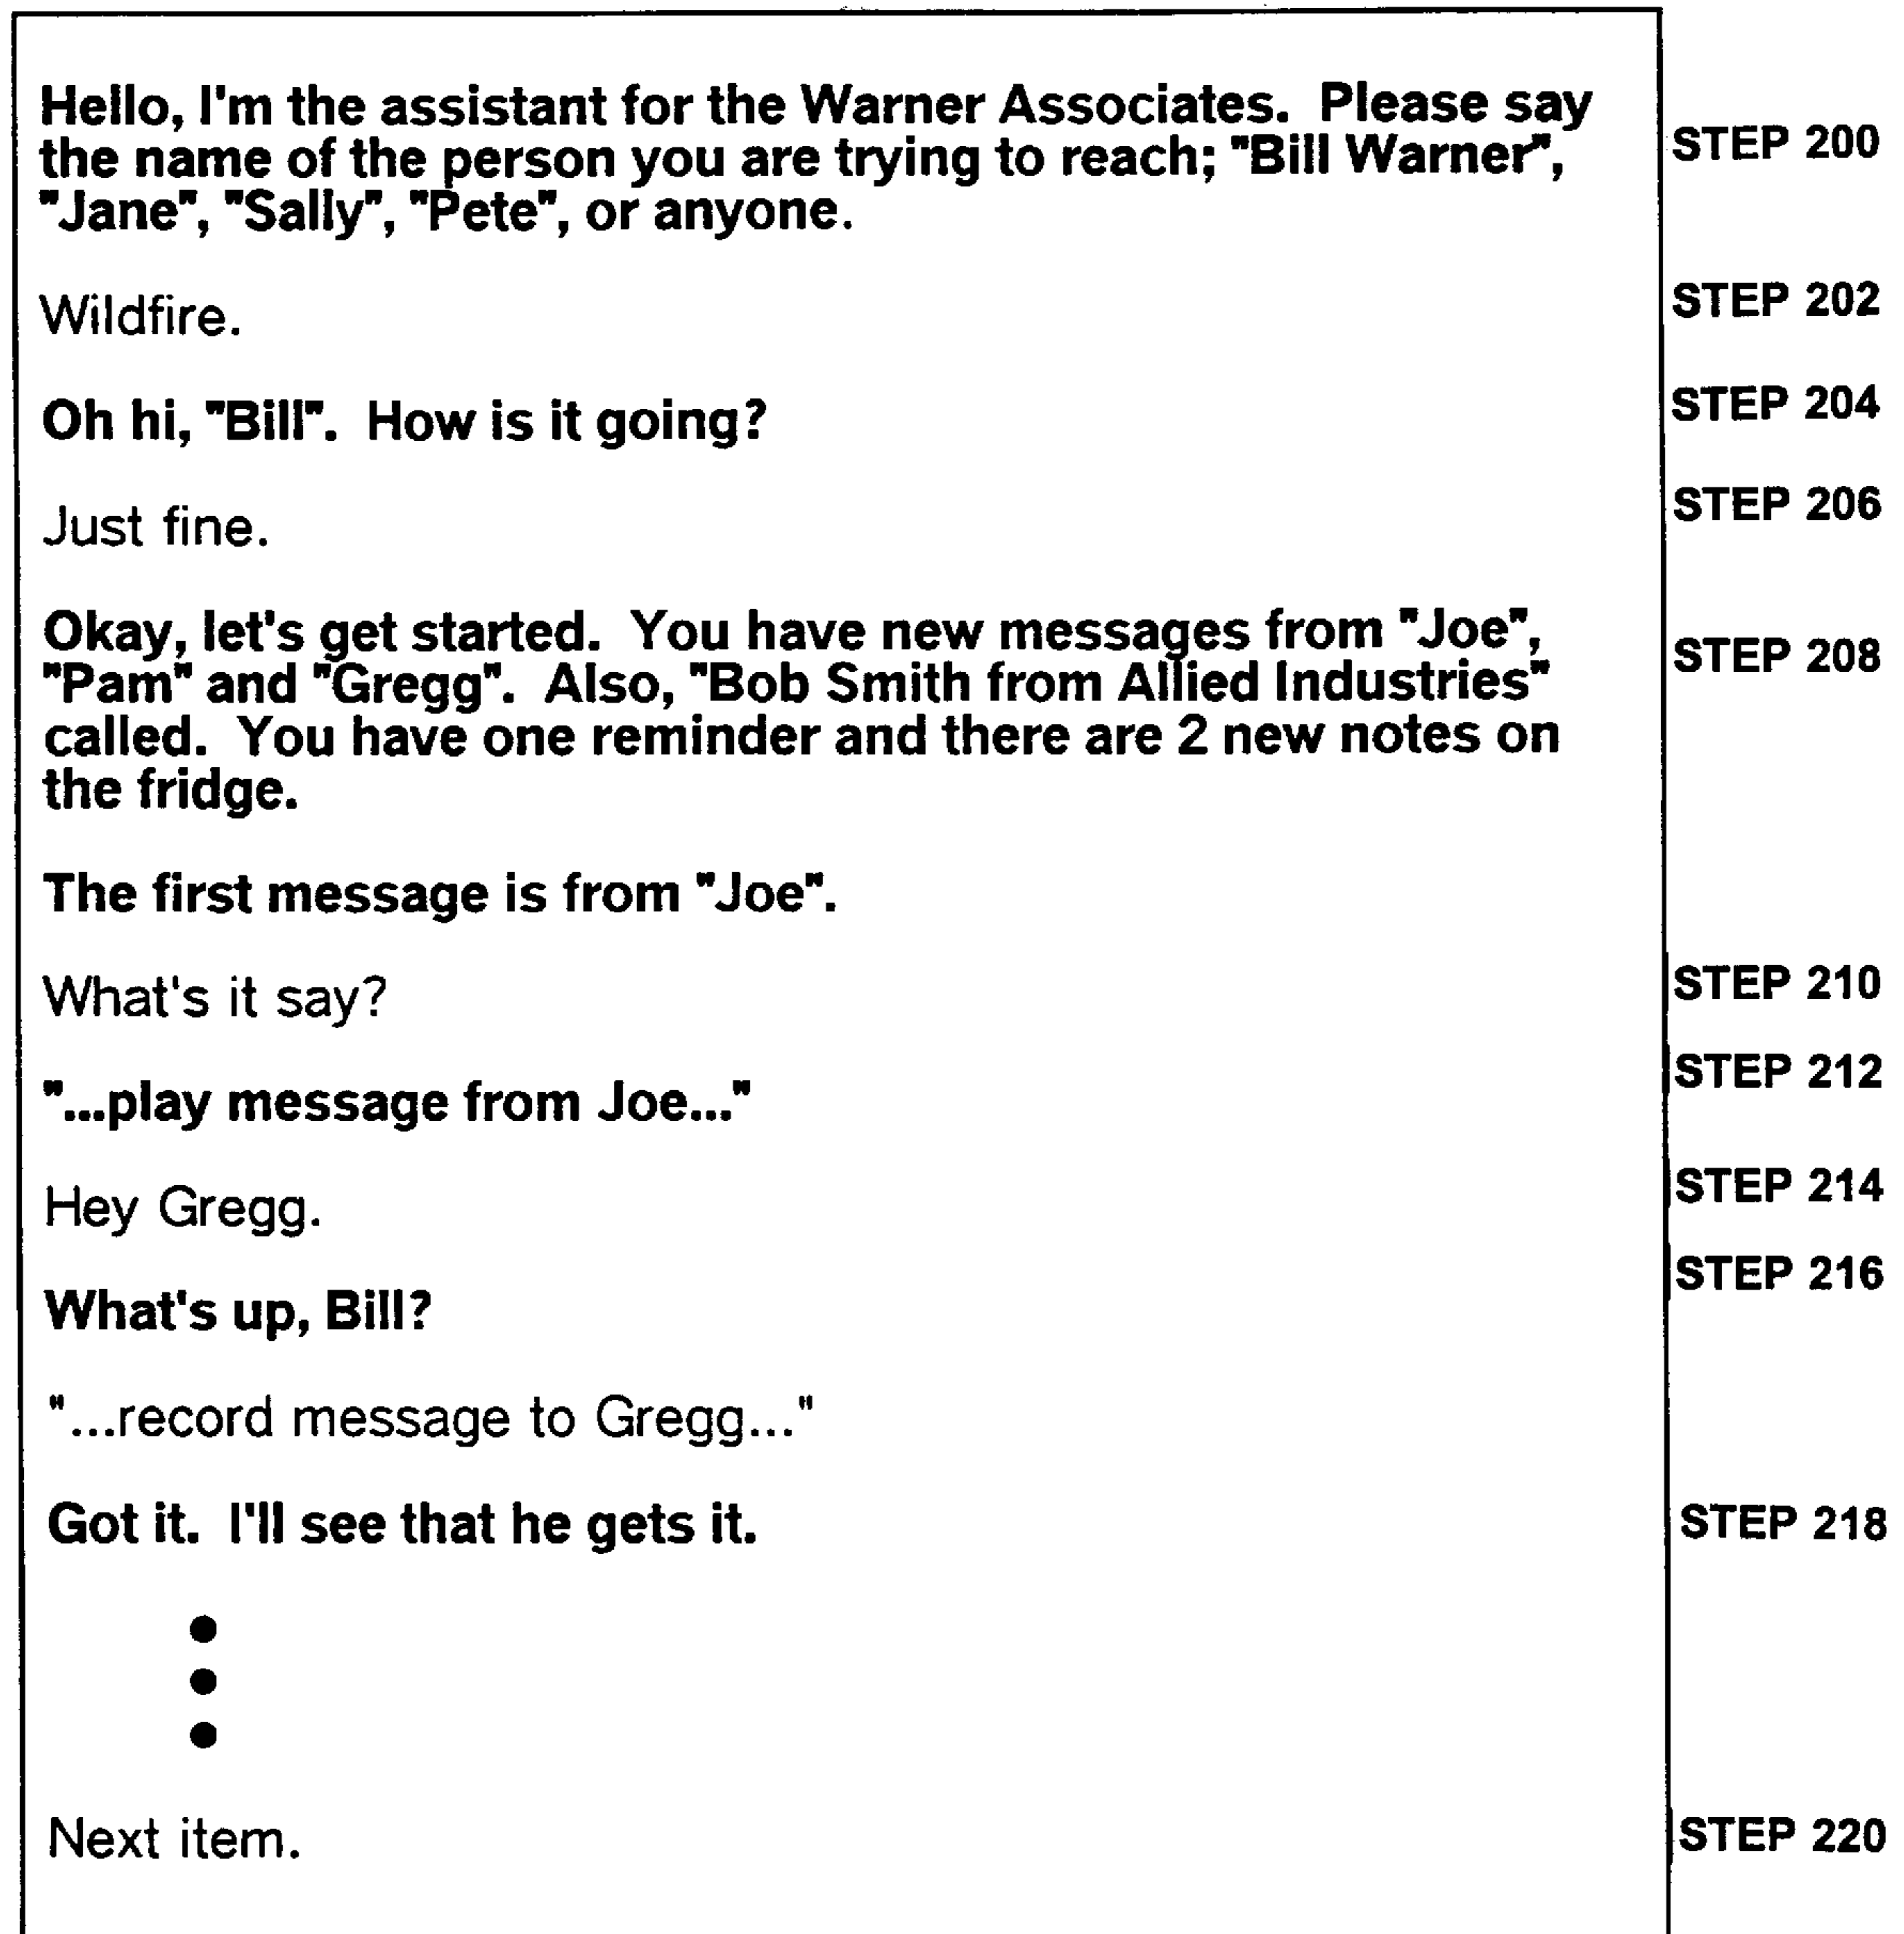 Hello, I'm the assistant for the Warner Associates.  Please say
STEP 200
the name of the person you are trying to reach; "Bill Warner",
"Jane", "Sally", "Pete", or anyone.
Wildfire.
STEP 202
Oh hi, "Bill".  How is it going?
STEP 204
Just fine.
STEP 206
Okay, let's get started.  You have new messages from "Joe",
STEP 208
"Pam" and "Gregg".  Also, "Bob Smith from Allied Industries"
called.  You have one reminder and there are 2 new notes on
the fridge.
The first message is from "Joe".
What's it say?
STEP 210
"...play message from Joe..."
STEP 212
Hey Gregg.
STEP 214
What's up, Bill?
STEP 216
"...record message to Gregg..."
Got it.  I'll see that he gets it.
STEP 218
Next item.
STEP 220